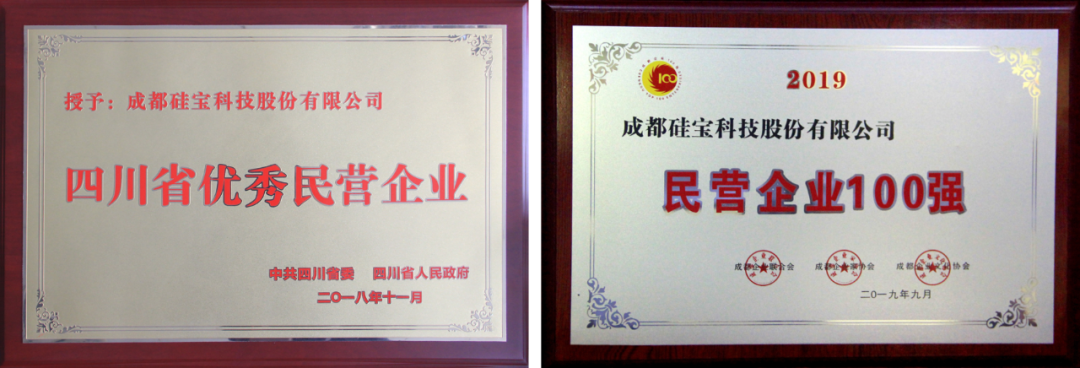 授予：成都硅宝科技股份有限公司
四川省优秀民营企业
中共四川省委 四川省人民政府
二〇一八年十一月
100
2019
成都硅宝科技股份有限公司
民营企业100强
二〇一九年九月